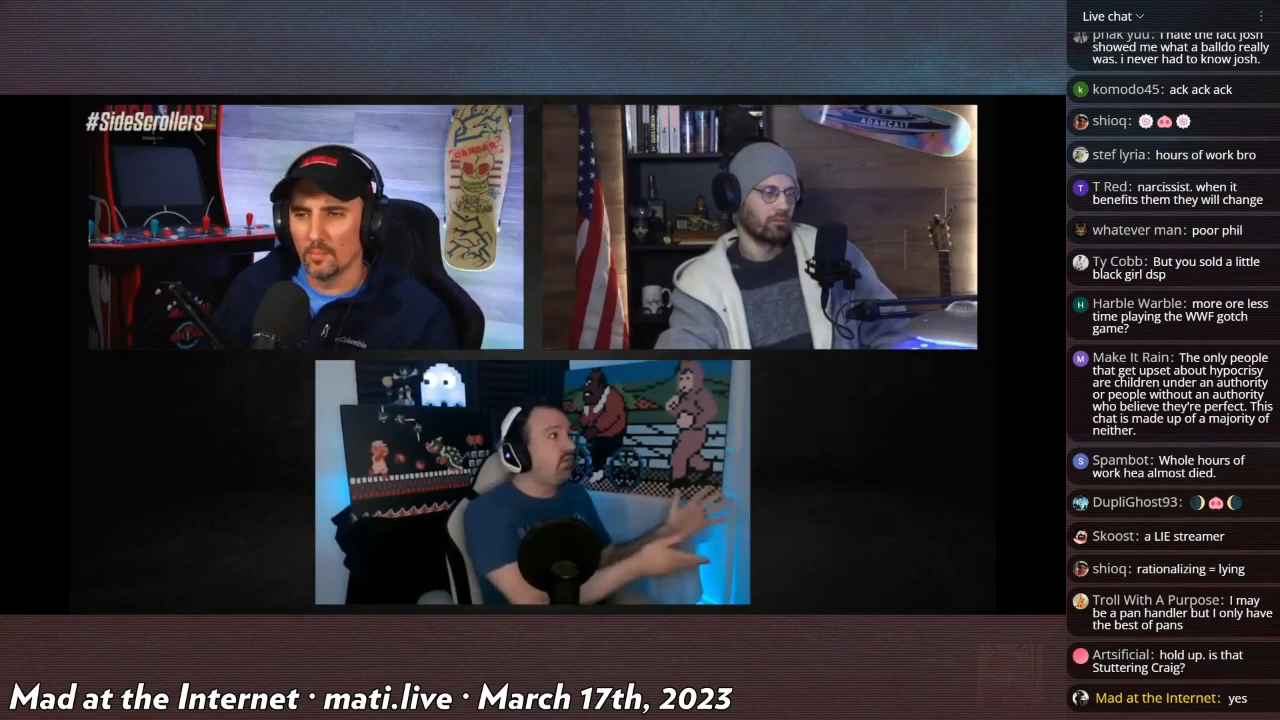 #SideScrollers
ADAMCAST
DANGER
Columbia
Mad at the Internet · mati.live · March 17th, 2023
Live chat
phak yuu: I hate the fact josh
showed me what a balldo really
was. i never had to know josh.
k
komodo45: ack ack ack
shioq:
stef lyria: hours of work bro
T
T Red: narcissist. when it
benefits them they will change
whatever man: poor phil
Ty Cobb: But you sold a little
black girl dsp
H
Harble Warble: more ore less
time playing the WWF gotch
game?
M
Make It Rain: The only people
that get upset about hypocrisy
are children under an authority
or people without an authority
who believe they're perfect. This
chat is made up of a majority of
neither.
S
Spambot: Whole hours of
work hea almost died.
DupliGhost93:
Skoost: a LIE streamer
shioq: rationalizing = lying
Troll With A Purpose: I may
be a pan handler but I only have
the best of pans
Artsificial: hold up. is that
Stuttering Craig?
Mad at the Internet: yes